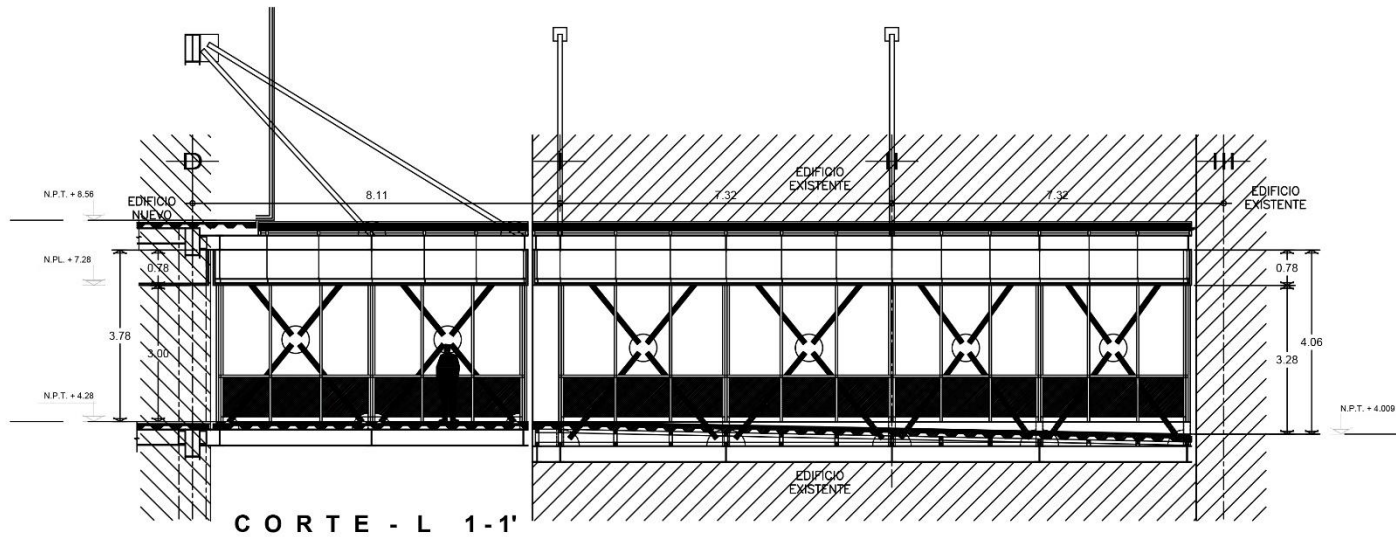 D
I
II
III
EDIFICIO
EXISTENTE
EDIFICIO
EXISTENTE
N.P.T. + 8.56
EDIFICIO
NUEVO
8.11
7.32
7.32
N.PL. + 7.28
0.78
3.78
3.00
0.78
4.06
3.28
N.P.T. + 4.28
N.P.T. + 4.009
EDIFICIO
EXISTENTE
CORTE - L 1-1'